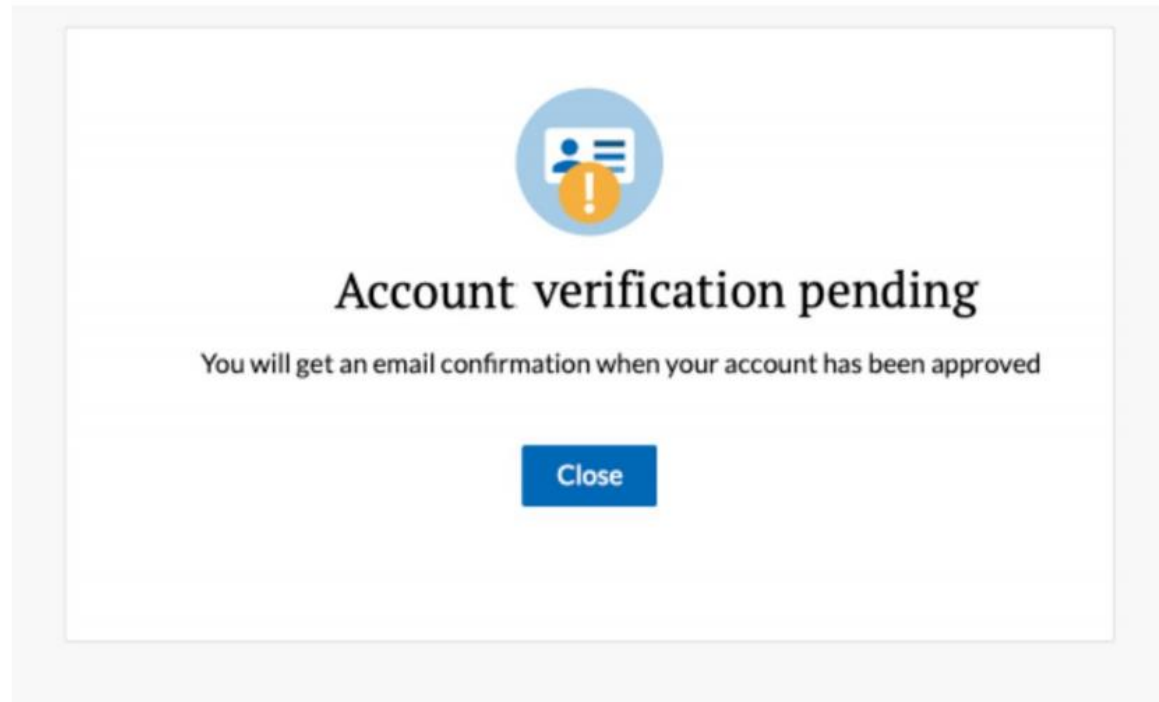 Account verification pending
You will get an email confirmation when your account has been approved
Close